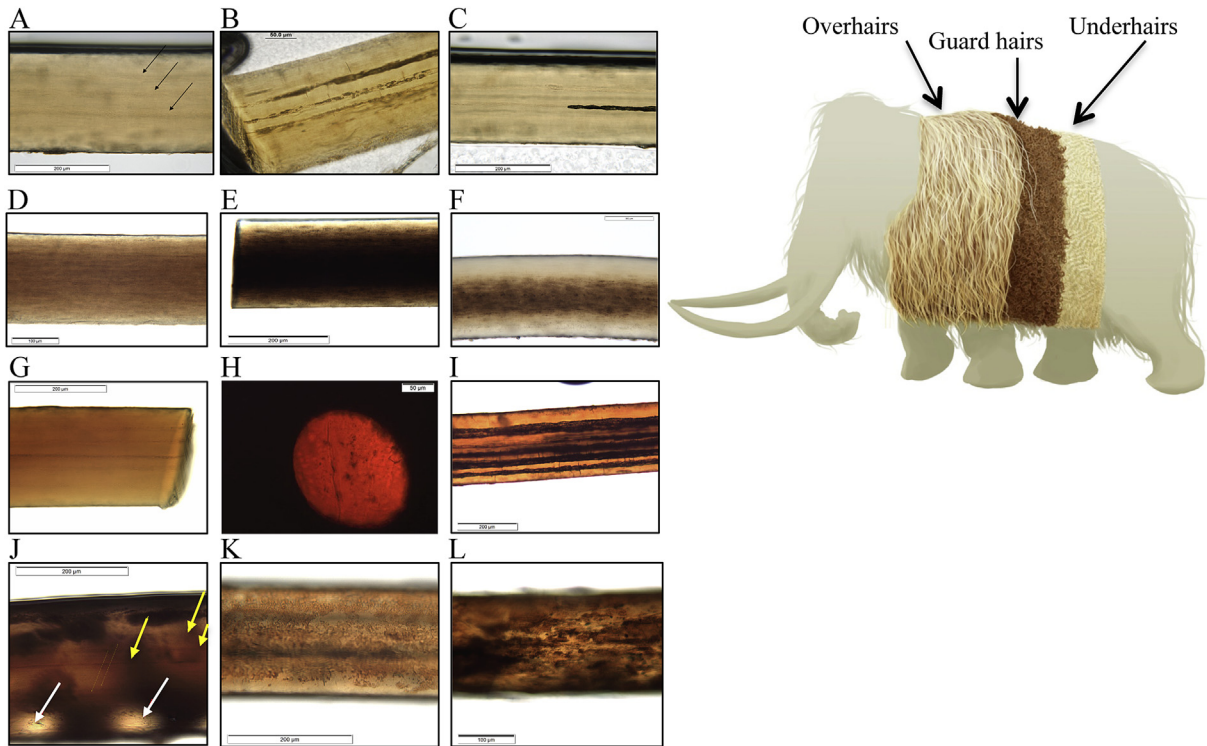 A
B
C
50.0 µm
200 µm
200 µm
D
E
F
100 µm
200 µm
G
H
I
200 µm
50 µm
200 µm
J
K
L
200 µm
200 µm
100 µm
Overhairs
Guard hairs
Underhairs